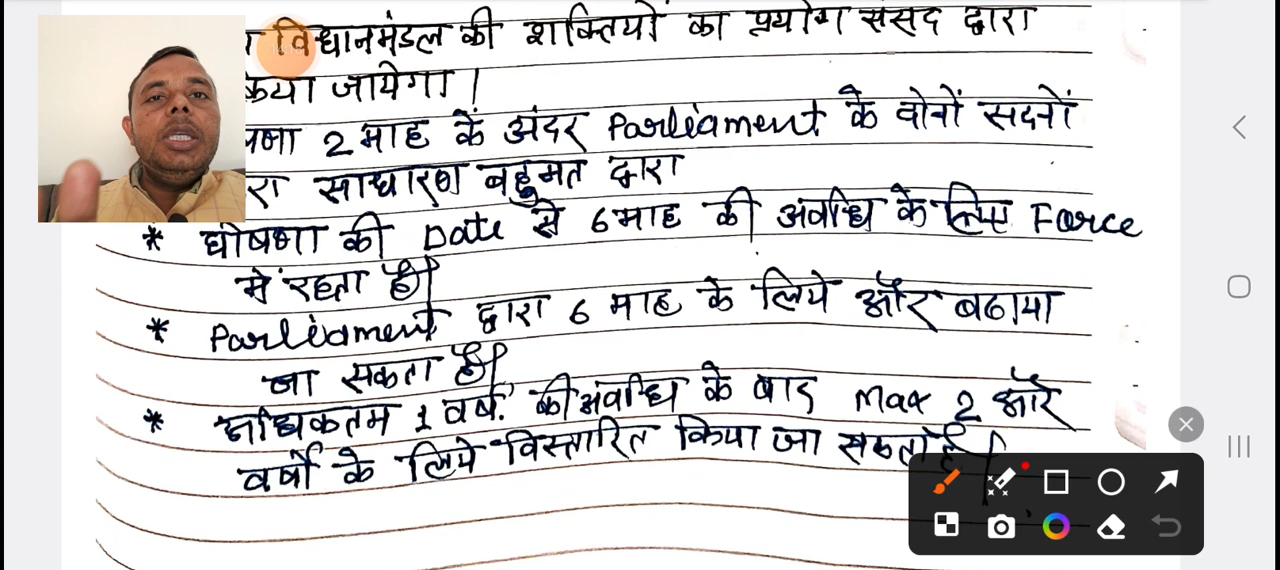 विधानमंडल की शक्तियों का प्रयोग संसद द्वारा
किया जायेगा।
2 माह के अंदर Parliament के दोनों सदनों
साधारण बहुमत द्वारा
* घोषणा की Date से 6 माह की अवधि के लिए Force
में रहता है।
* Parliament द्वारा 6 माह के लिये और बढाया
जा सकता है।
* अधिकतम 1 वर्ष की अवधि के बाद Max 2 और
वर्षों के लिये विस्तारित किया जा सकता है।